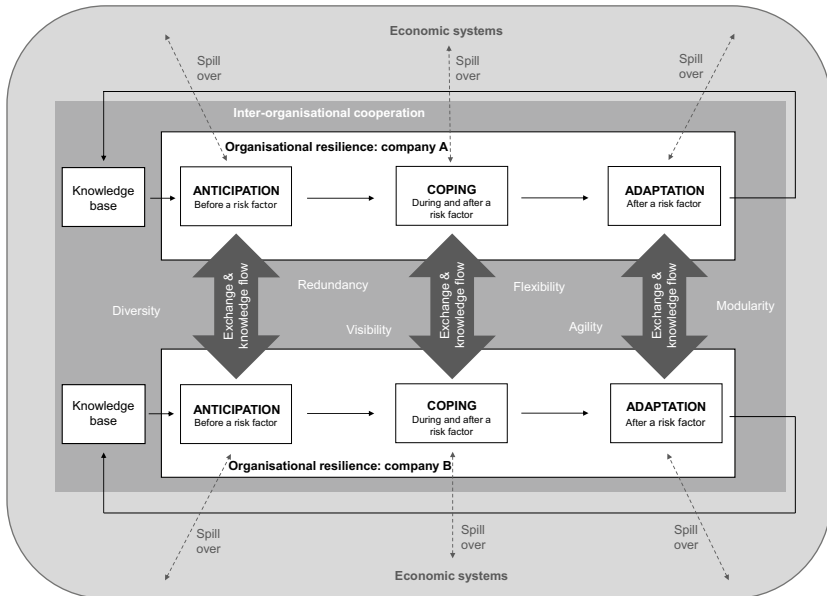 Economic systems
Spill
over
Spill
over
Spill
over
Inter-organisational cooperation
Organisational resilience: company A
Knowledge
base
ANTICIPATION
Before a risk factor
COPING
During and after a
risk factor
ADAPTATION
After a risk factor
Exchange &
knowledge flow
Exchange &
knowledge flow
Exchange &
knowledge flow
Redundancy
Flexibility
Diversity
Modularity
Visibility
Agility
Knowledge
base
ANTICIPATION
Before a risk factor
COPING
During and after a
risk factor
ADAPTATION
After a risk factor
Organisational resilience: company B
Spill
over
Spill
over
Spill
over
Economic systems